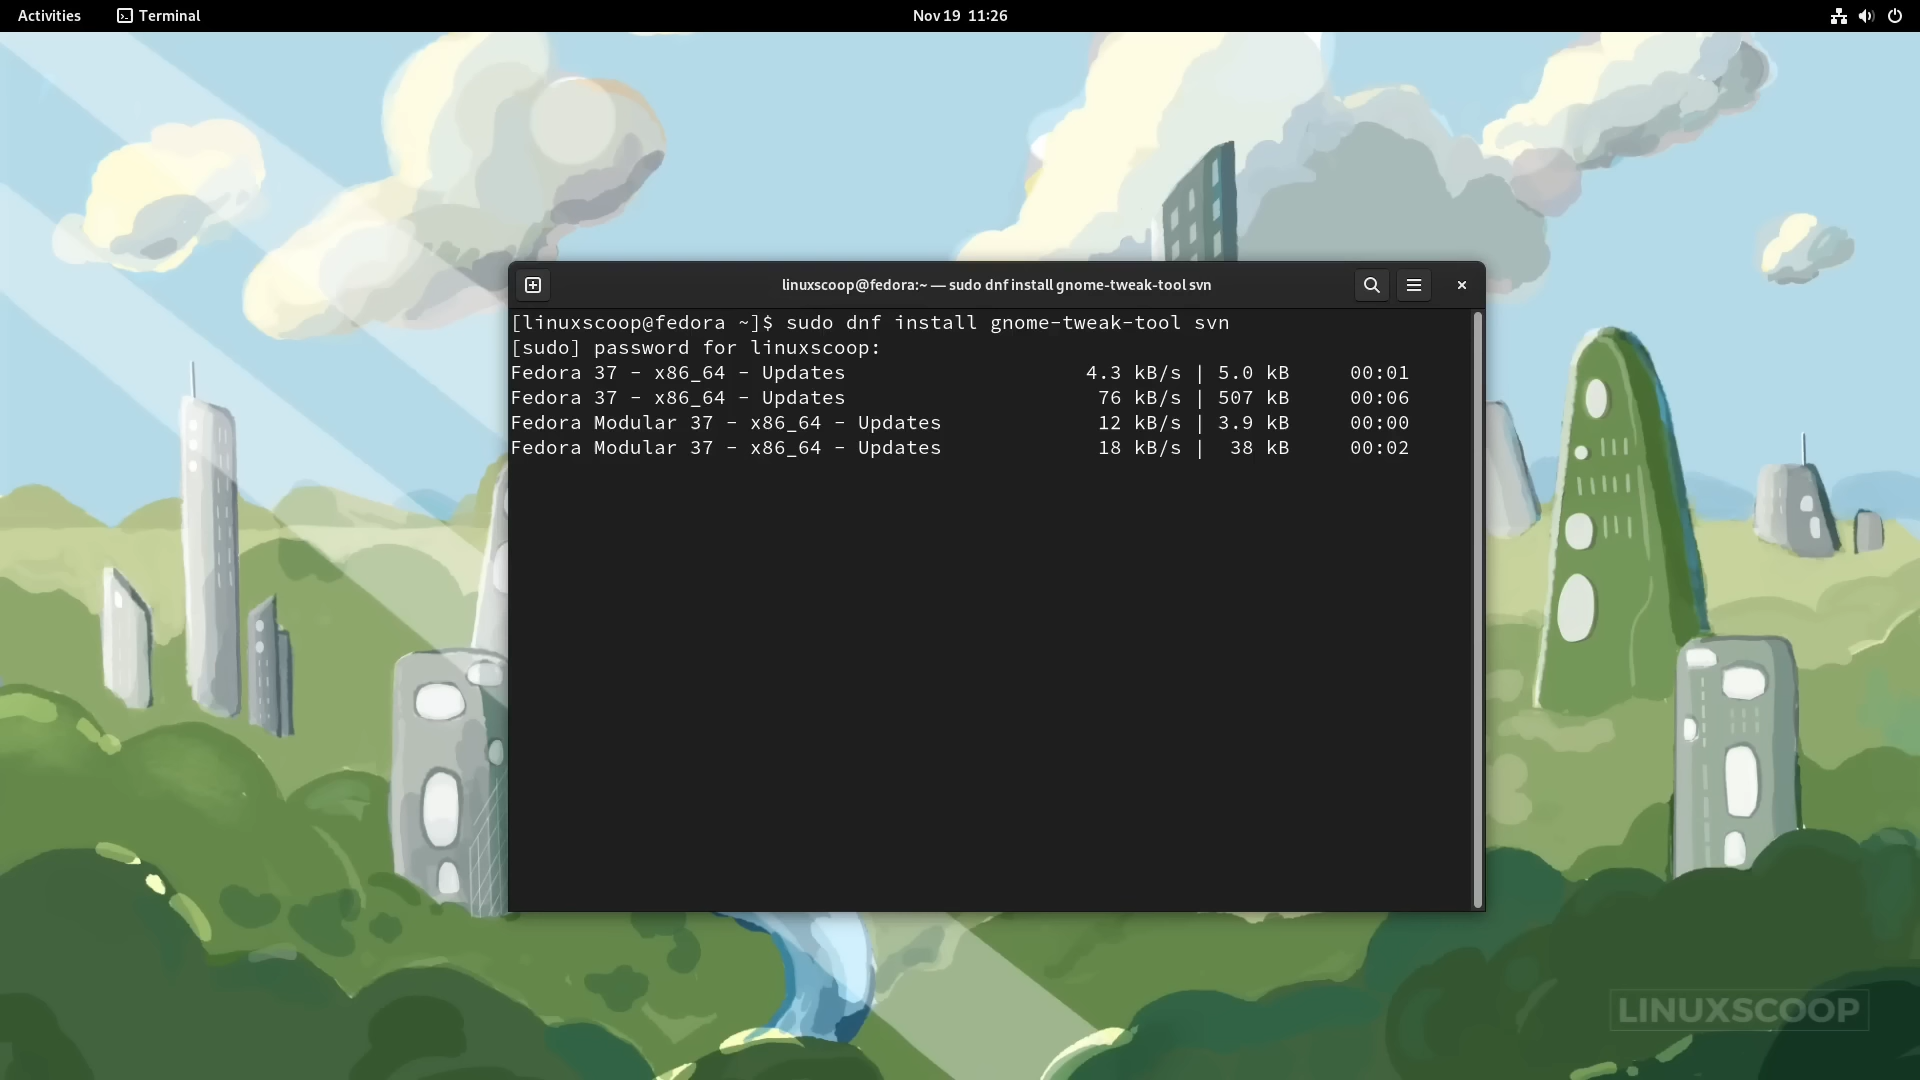 Activities Terminal Nov 19 11:26
linuxscoop@fedora:~ — sudo dnf install gnome-tweak-tool svn
[linuxscoop@fedora ~]$ sudo dnf install gnome-tweak-tool svn
[sudo] password for linuxscoop:
Fedora 37 - x86_64 - Updates 4.3 kB/s | 5.0 kB 00:01
Fedora 37 - x86_64 - Updates 76 kB/s | 507 kB 00:06
Fedora Modular 37 - x86_64 - Updates 12 kB/s | 3.9 kB 00:00
Fedora Modular 37 - x86_64 - Updates 18 kB/s | 38 kB 00:02
LINUXSCOOP